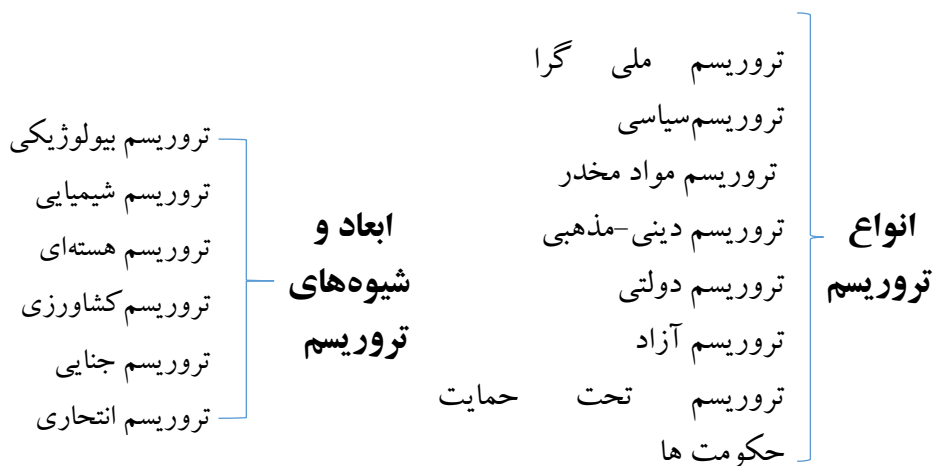 انواع
تروریسم
تروریسم ملی گرا
تروریسم‌سیاسی
تروریسم مواد مخدر
تروریسم دینی-مذهبی
تروریسم دولتی
تروریسم آزاد
تروریسم تحت حمایت
حکومت ها
ابعاد و
شیوه‌های
تروریسم
تروریسم بیولوژیکی
تروریسم شیمیایی
تروریسم هسته‌ای
تروریسم کشاورزی
تروریسم جنایی
تروریسم انتحاری